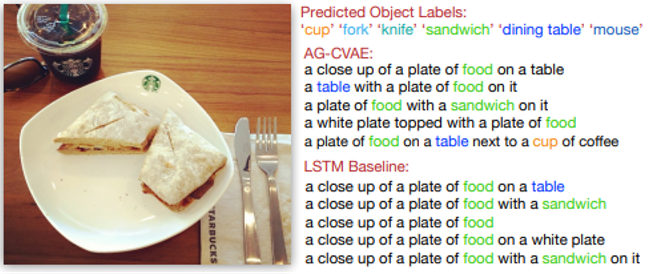 Predicted Object Labels:
‘cup’ ‘fork’ ‘knife’ ‘sandwich’ ‘dining table’ ‘mouse’
AG-CVAE:
a close up of a plate of food on a table
a table with a plate of food on it
a plate of food with a sandwich on it
a white plate topped with a plate of food
a plate of food on a table next to a cup of coffee
LSTM Baseline:
a close up of a plate of food on a table
a close up of a plate of food with a sandwich
a close up of a plate of food
a close up of a plate of food on a white plate
a close up of a plate of food with a sandwich on it
STARBUCKS